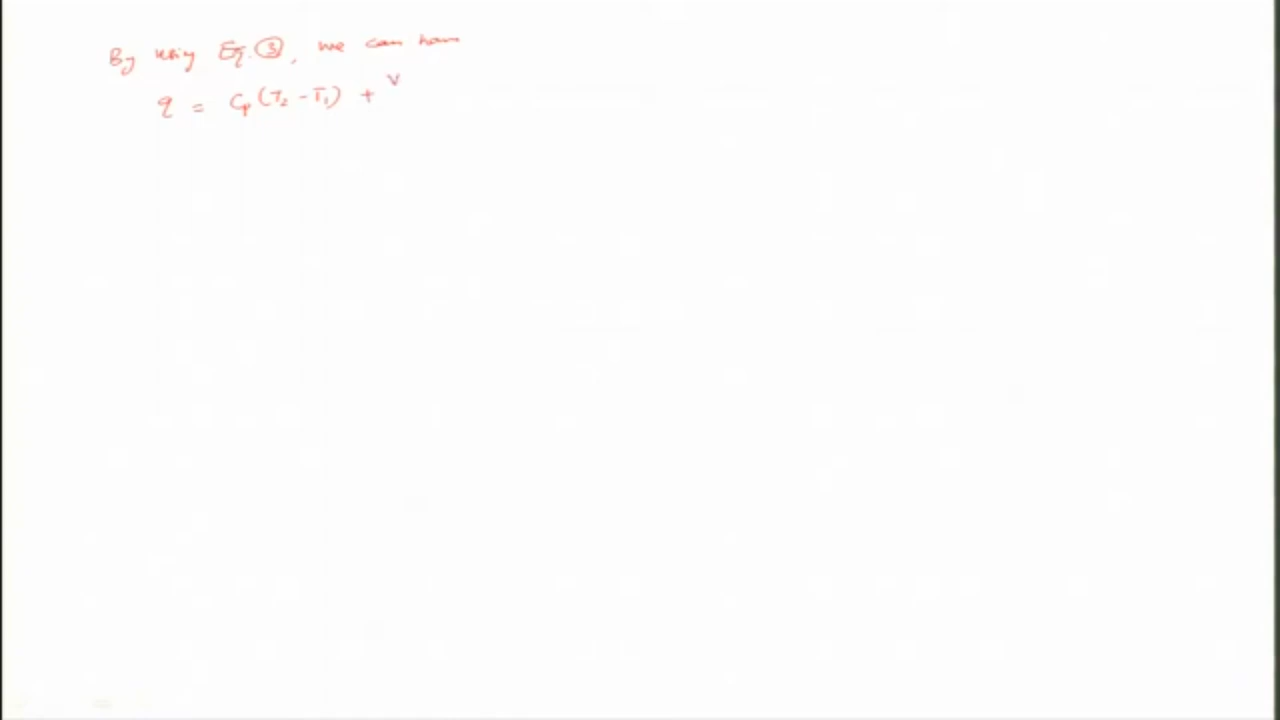 By using Eq. ③, we can have
q = Cp(T₂ - T₁) + V